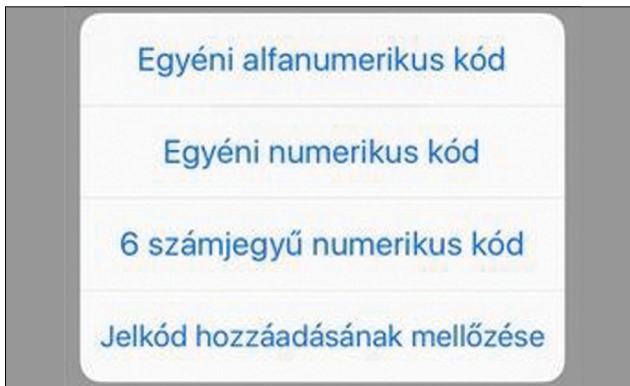 Egyéni alfanumerikus kód
Egyéni numerikus kód
6 számjegyű numerikus kód
Jelkód hozzáadásának mellőzése